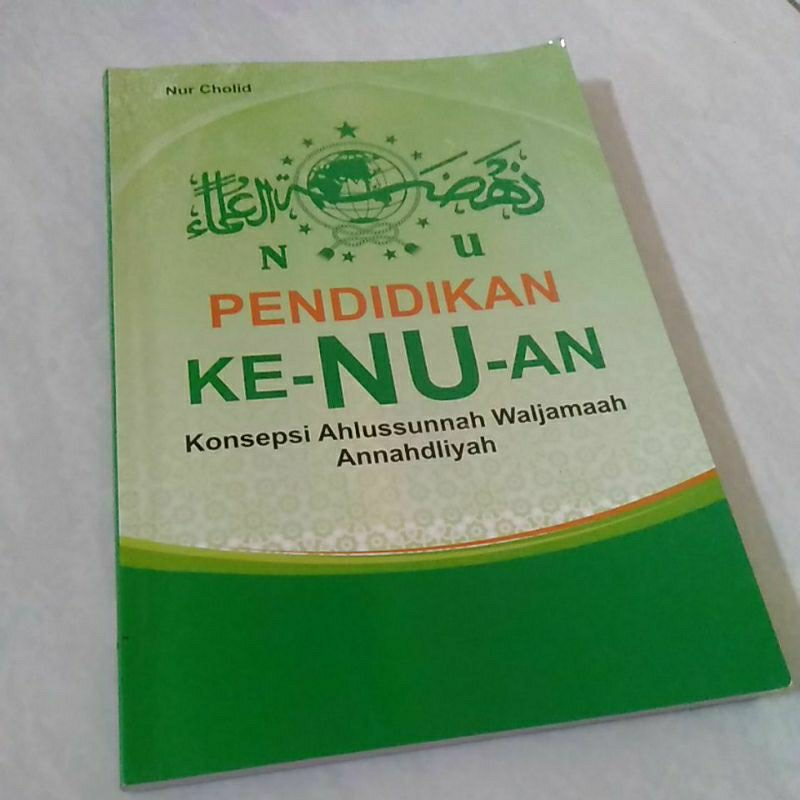 Nur Cholid
نهضة العلماء
N U
PENDIDIKAN
KE-NU-AN
Konsepsi Ahlussunnah Waljamaah
Annahdliyah